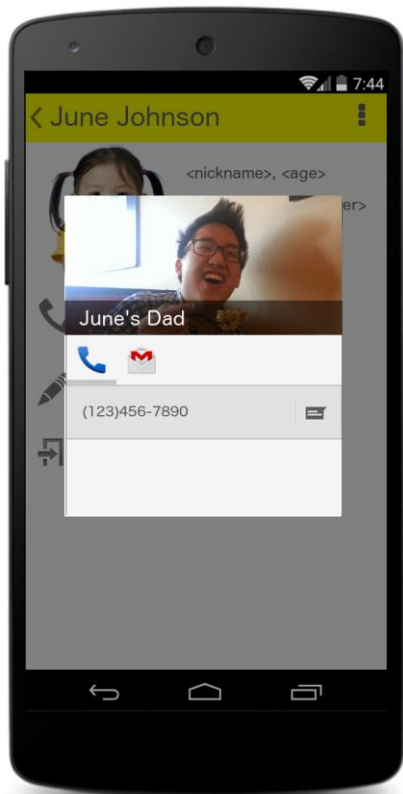 7:44
June Johnson
<nickname>, <age>
er>
June's Dad
(123)456-7890